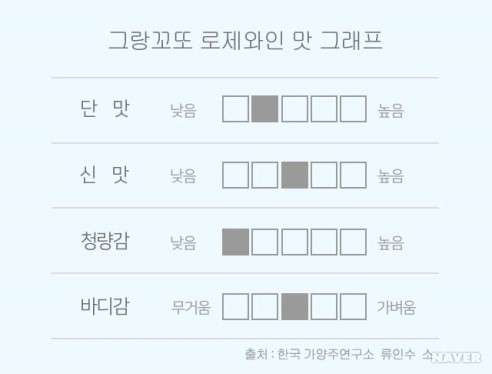 그랑꼬또 로제와인 맛 그래프
단 맛 낮음 높음
신 맛 낮음 높음
청량감 낮음 높음
바디감 무거움 가벼움
출처 : 한국 가양주연구소 류인수 소
NAVER